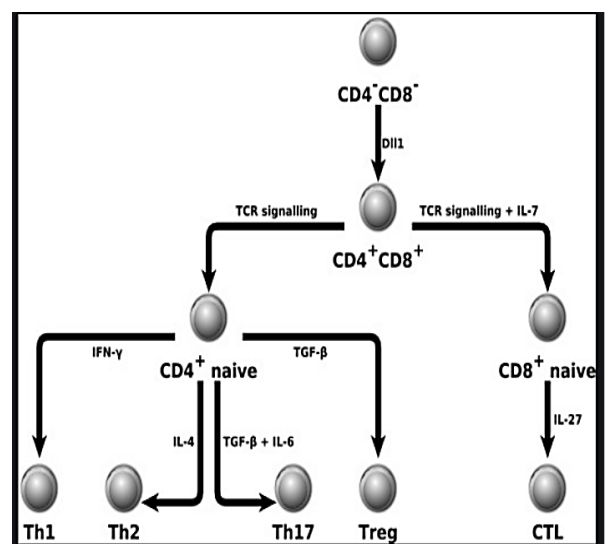 CD4⁻CD8⁻
Dll1
TCR signalling
TCR signalling + IL-7
CD4⁺CD8⁺
IFN-γ
TGF-β
CD4⁺ naive
CD8⁺ naive
IL-4
TGF-β + IL-6
IL-27
Th1
Th2
Th17
Treg
CTL